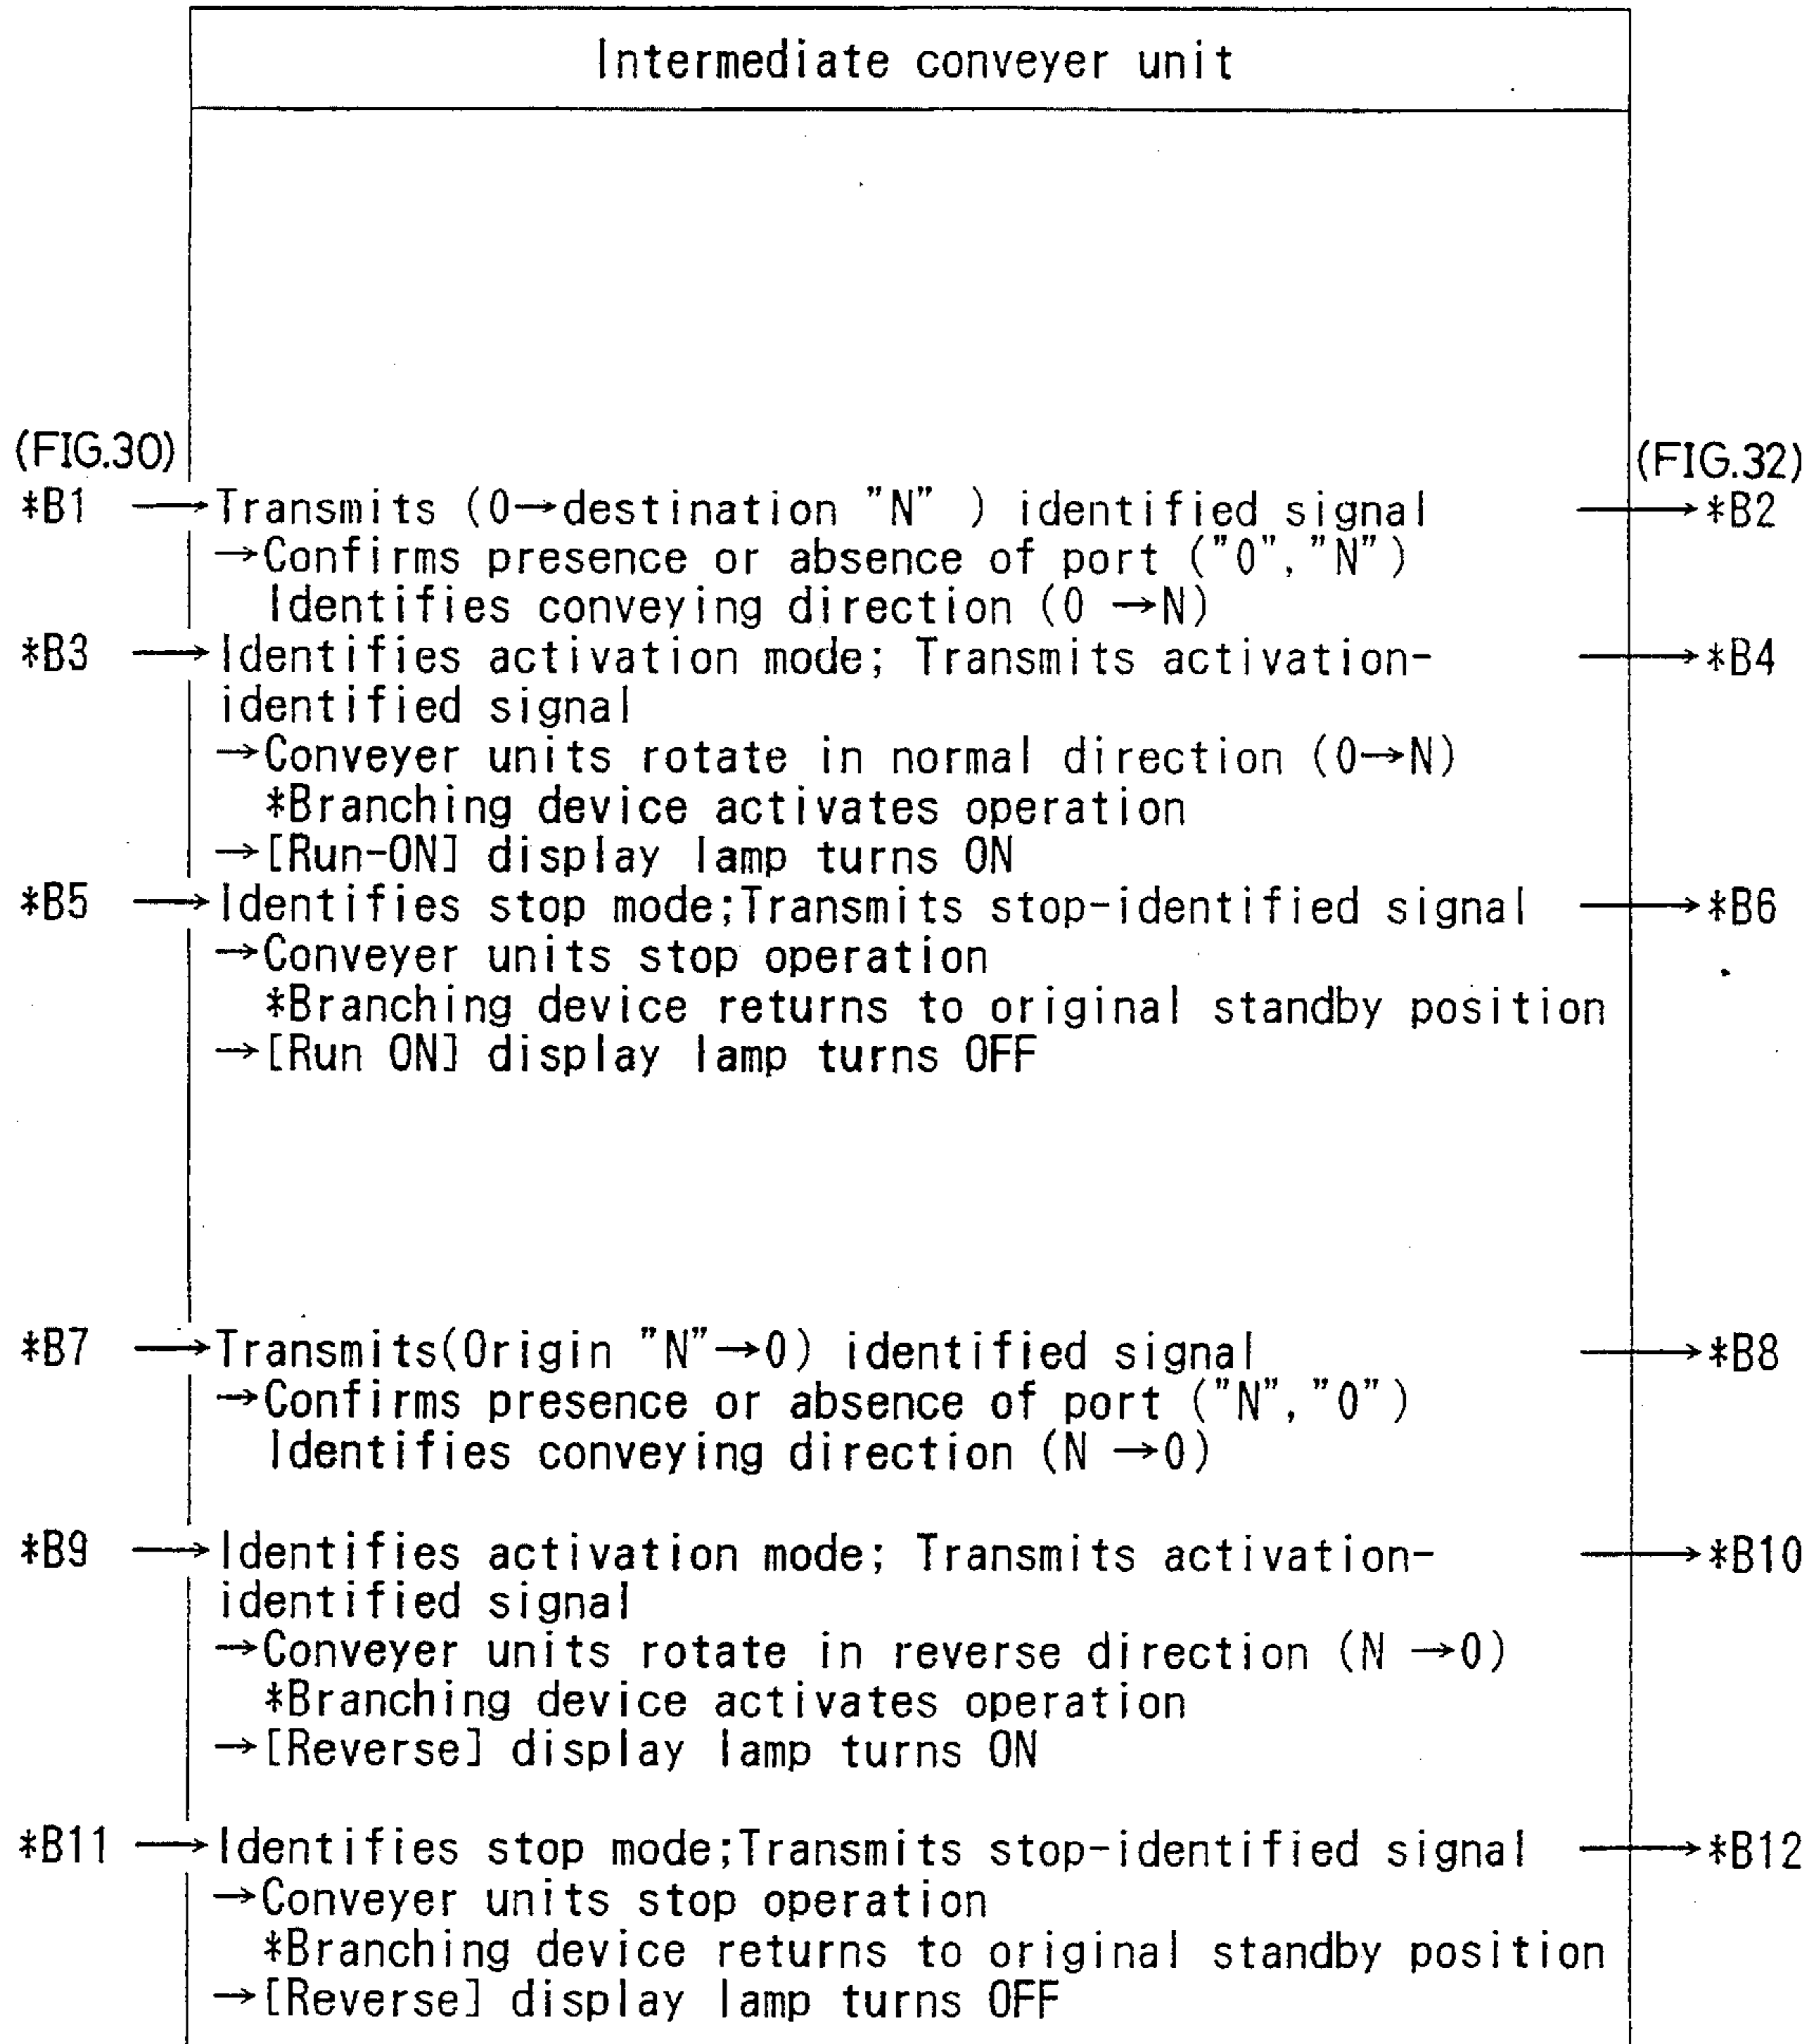 Intermediate conveyer unit
(FIG.30)
(FIG.32)
*B1 →Transmits (0→destination "N" ) identified signal →*B2
→Confirms presence or absence of port ("0", "N")
Identifies conveying direction (0 →N)
*B3 →Identifies activation mode; Transmits activation- →*B4
identified signal
→Conveyer units rotate in normal direction (0→N)
*Branching device activates operation
→[Run-ON] display lamp turns ON
*B5 →Identifies stop mode;Transmits stop-identified signal →*B6
→Conveyer units stop operation
*Branching device returns to original standby position
→[Run ON] display lamp turns OFF
*B7 →Transmits(Origin "N"→0) identified signal →*B8
→Confirms presence or absence of port ("N", "0")
Identifies conveying direction (N →0)
*B9 →Identifies activation mode; Transmits activation- →*B10
identified signal
→Conveyer units rotate in reverse direction (N →0)
*Branching device activates operation
→[Reverse] display lamp turns ON
*B11 →Identifies stop mode;Transmits stop-identified signal →*B12
→Conveyer units stop operation
*Branching device returns to original standby position
→[Reverse] display lamp turns OFF